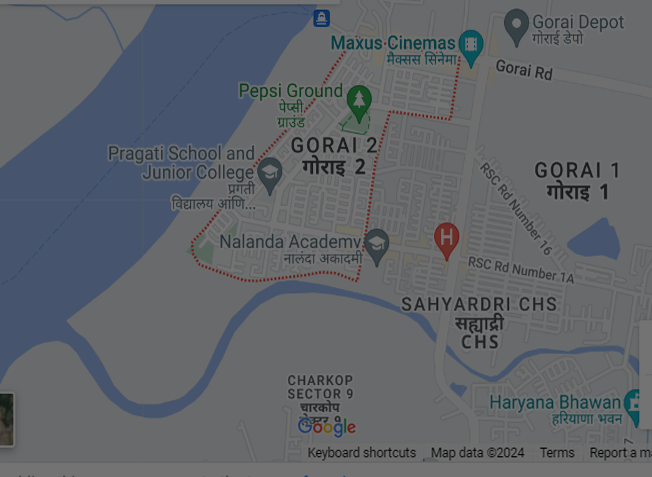 Gorai Depot
गोराई डेपो
Maxus Cinemas
मैक्सस सिनेमा
Gorai Rd
Pepsi Ground
पेप्सी
ग्राउंड
GORAI 2
गोराइ 2
Pragati School and
Junior College
प्रगती
विद्यालय आणि...
GORAI 1
गोराइ 1
RSC Rd Number 16
Nalanda Academy
नालंदा अकादमी
H
RSC Rd Number 1A
SAHYARDRI CHS
सह्याद्री
CHS
CHARKOP
SECTOR 9
चारकोप
सेक्टर 9
Google
Haryana Bhawan
हरियाणा भवन
Keyboard shortcuts Map data ©2024 Terms Report a ma